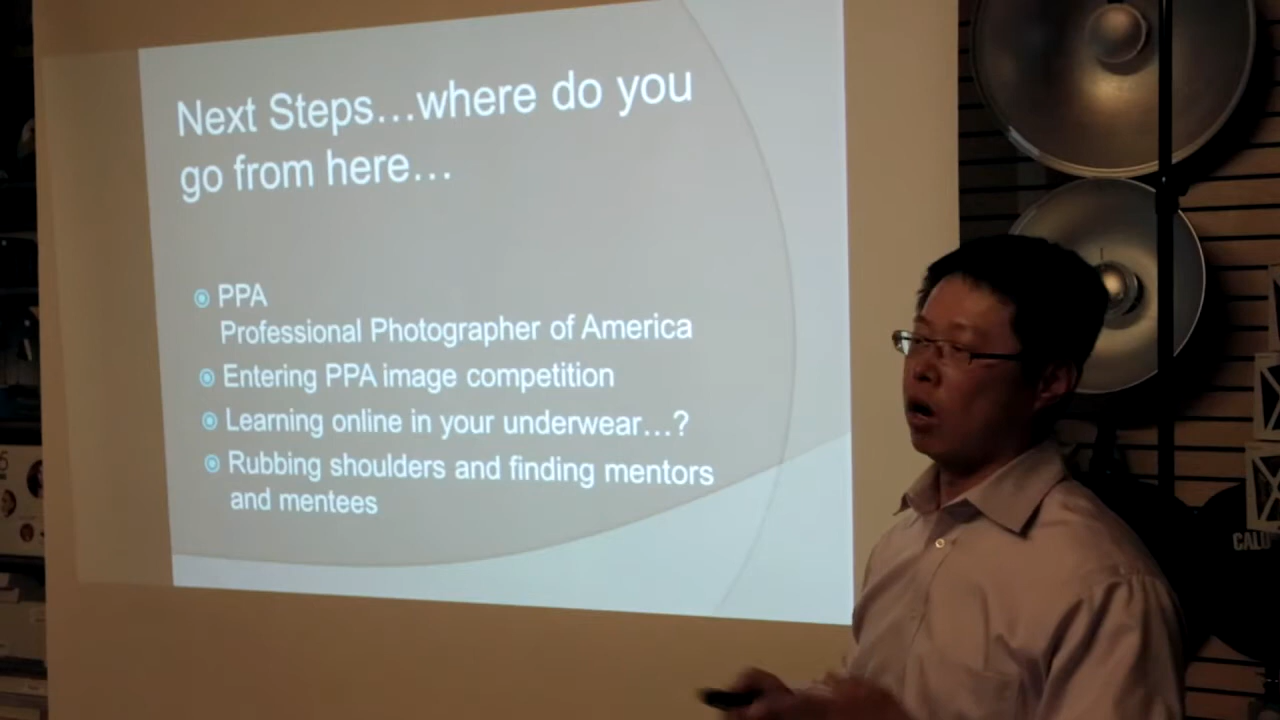 Next Steps...where do you
go from here...
PPA
Professional Photographer of America
Entering PPA image competition
Learning online in your underwear...?
Rubbing shoulders and finding mentors
and mentees